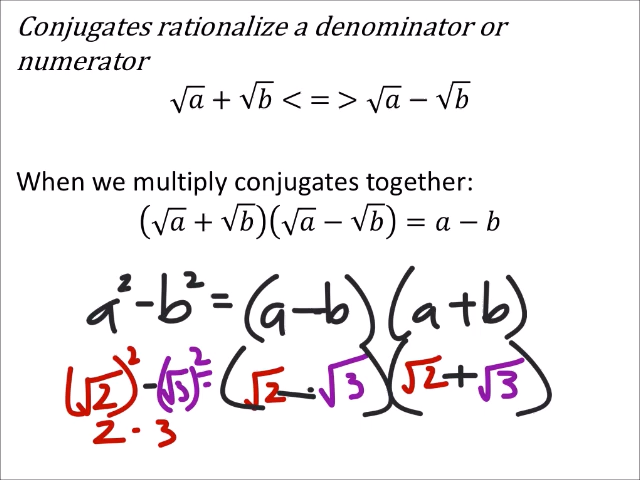 Conjugates rationalize a denominator or
numerator
√a + √b < = > √a − √b
When we multiply conjugates together:
(√a + √b)(√a − √b) = a − b
a² - b² = (a - b) (a + b)
(√2)² - (√3)² = (√2 - √3) (√2 + √3)
2 - 3